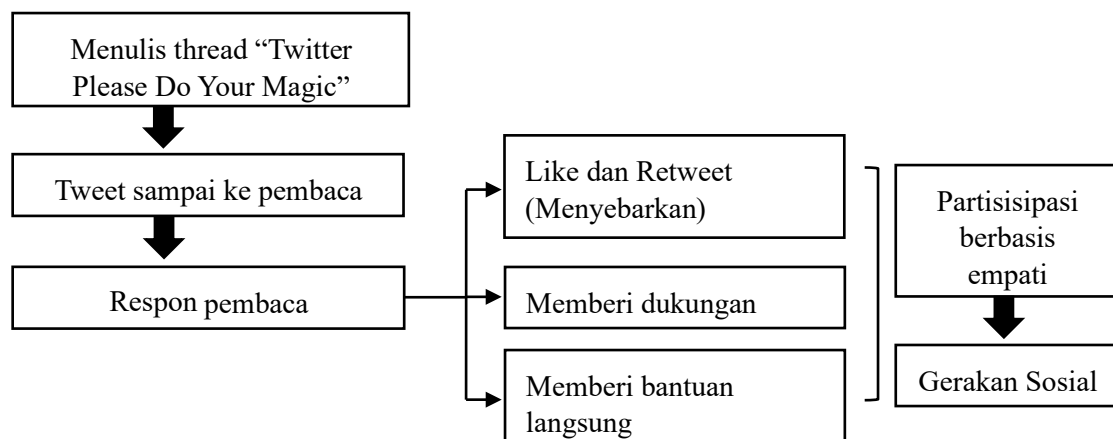 Menulis thread “Twitter
Please Do Your Magic”
Tweet sampai ke pembaca
Respon pembaca
Like dan Retweet
(Menyebarkan)
Memberi dukungan
Memberi bantuan
langsung
Partisisipasi
berbasis
empati
Gerakan Sosial